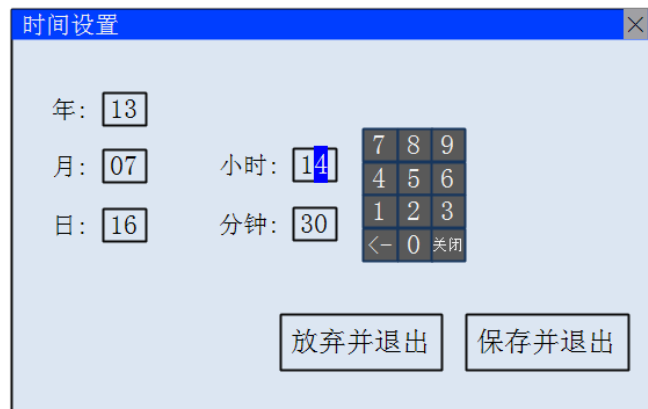 时间设置
年: 13
月: 07
日: 16
小时: 14
分钟: 30
7 8 9
4 5 6
1 2 3
<- 0 关闭
放弃并退出
保存并退出